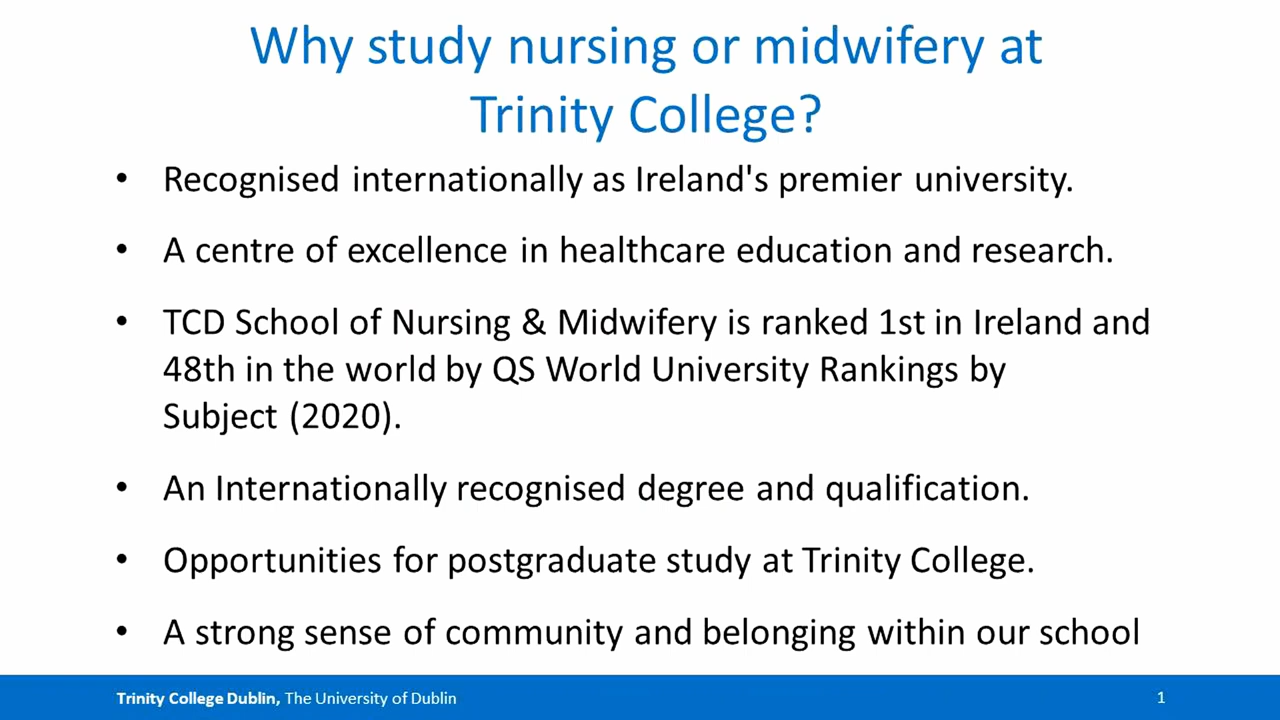 Why study nursing or midwifery at
Trinity College?
• Recognised internationally as Ireland's premier university.
• A centre of excellence in healthcare education and research.
• TCD School of Nursing & Midwifery is ranked 1st in Ireland and
48th in the world by QS World University Rankings by
Subject (2020).
• An Internationally recognised degree and qualification.
• Opportunities for postgraduate study at Trinity College.
• A strong sense of community and belonging within our school
Trinity College Dublin, The University of Dublin 1